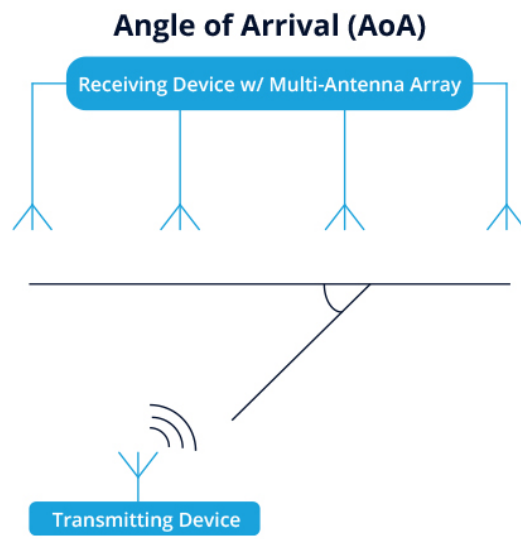 Angle of Arrival (AoA)
Receiving Device w/ Multi-Antenna Array
Transmitting Device